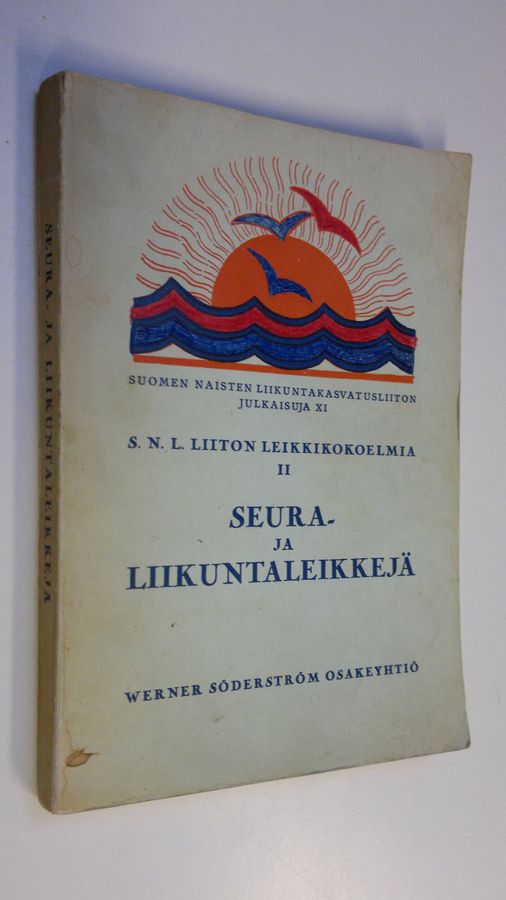 SEURA- JA LIIKUNTALEIKKEJÄ
SUOMEN NAISTEN LIIKUNTAKASVATUSLIITON
JULKAISUJA XI
S. N. L. LIITON LEIKKIKOKOELMIA
II
SEURA-
JA
LIIKUNTALEIKKEJÄ
WERNER SÖDERSTRÖM OSAKEYHTIÖ